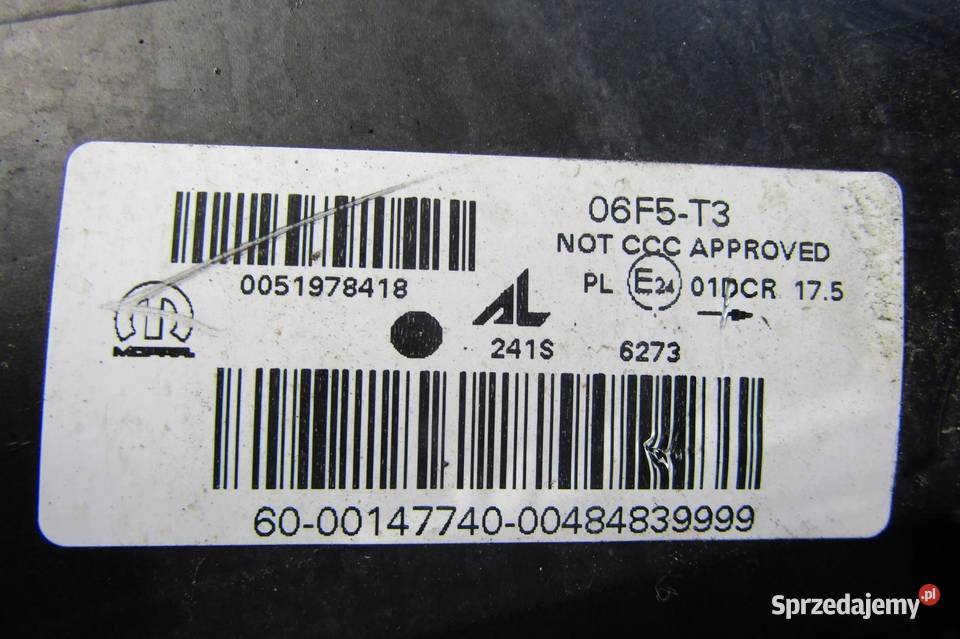 06F5-T3
NOT CCC APPROVED
0051978418
PL E24 01DCR 17.5
MOPAR
AL
241S 6273
60-00147740-00484839999
Sprzedajemy.pl